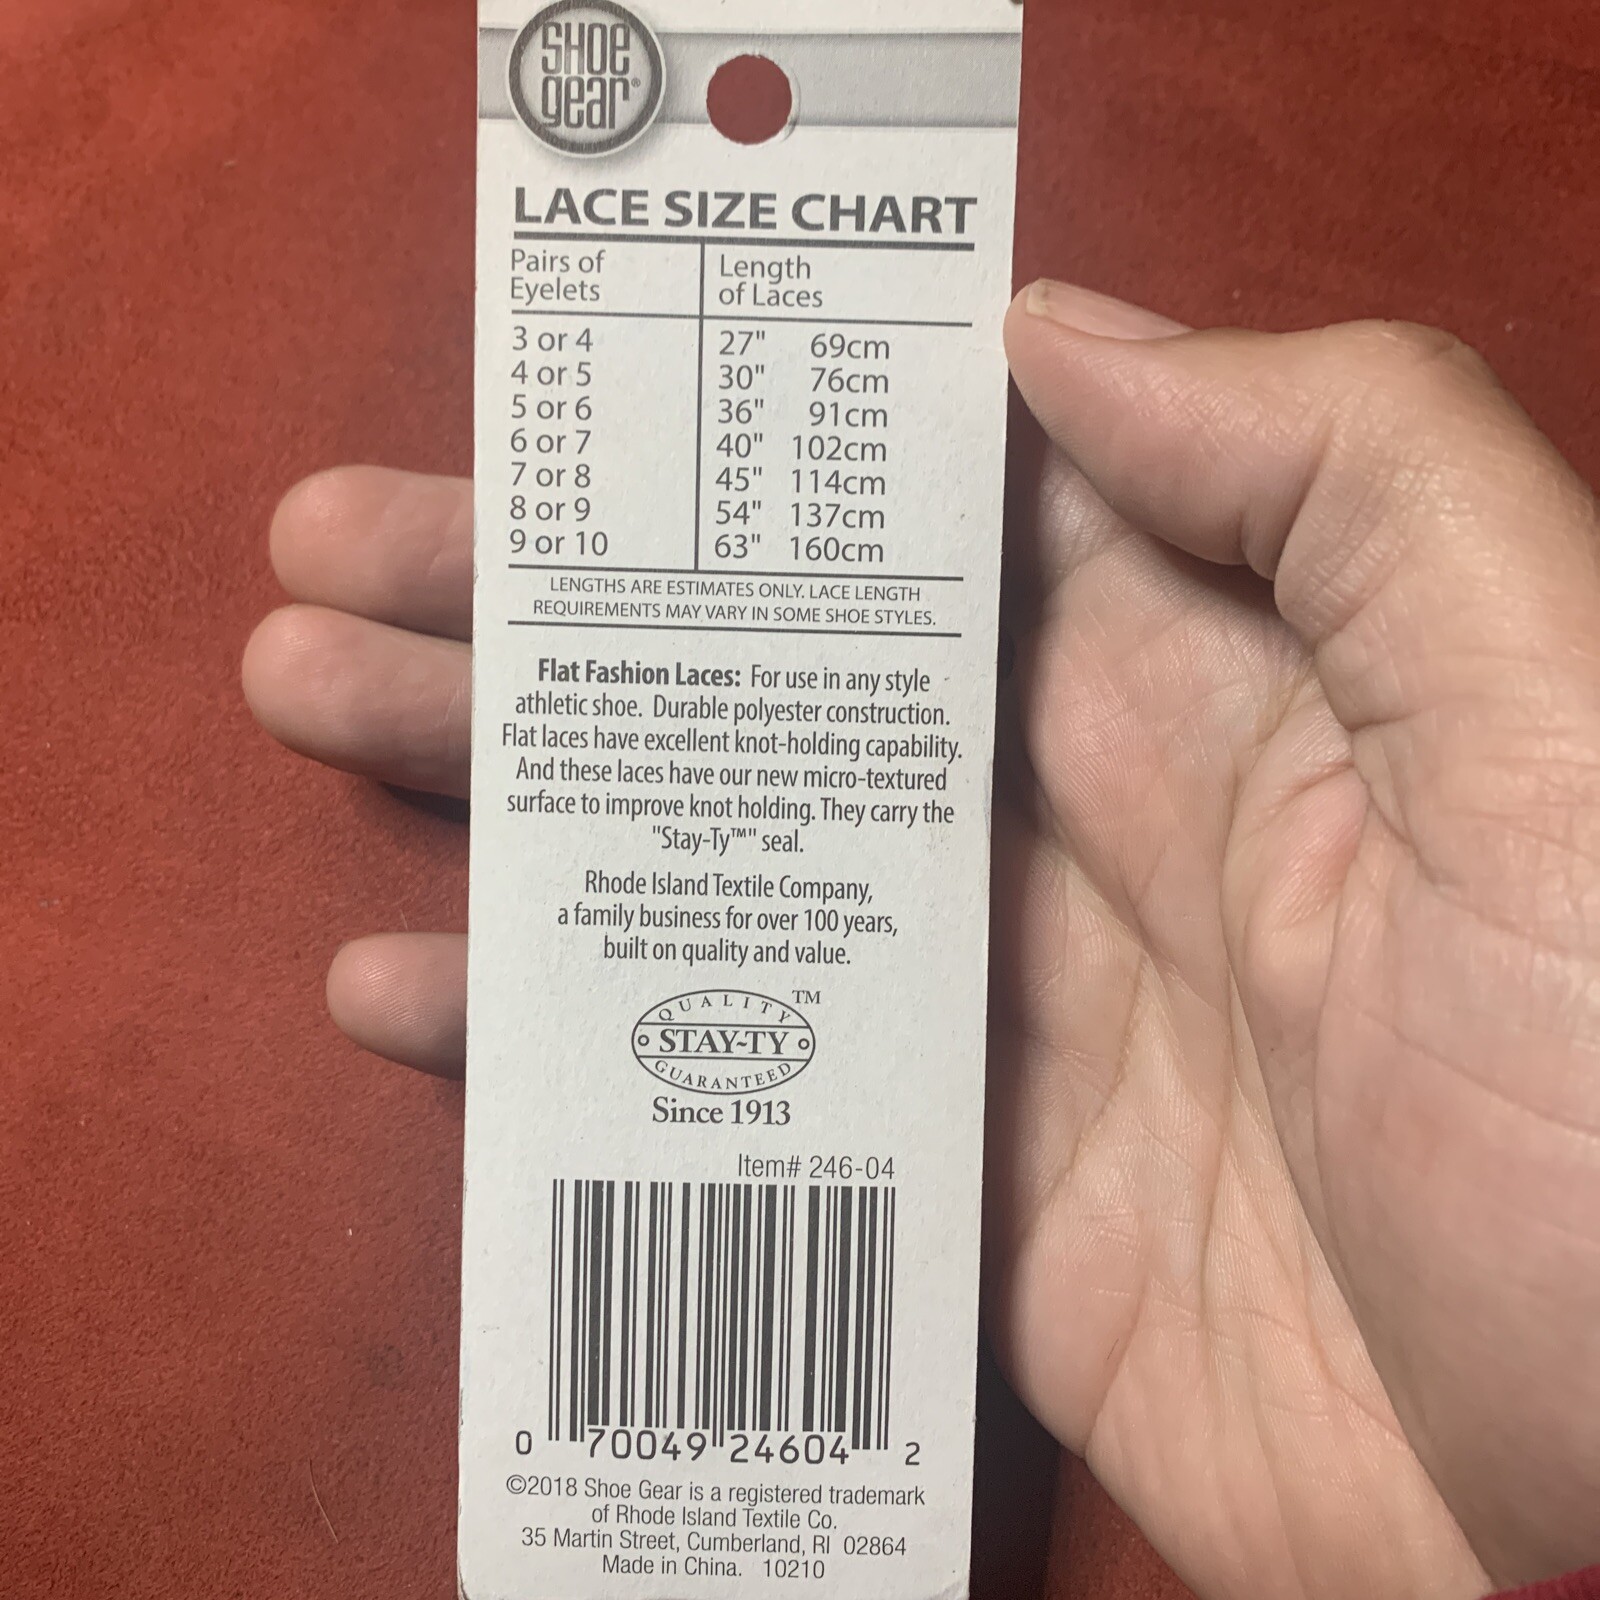 SHOE
gear®
LACE SIZE CHART
Pairs of Eyelets | Length of Laces
3 or 4 27" 69cm
4 or 5 30" 76cm
5 or 6 36" 91cm
6 or 7 40" 102cm
7 or 8 45" 114cm
8 or 9 54" 137cm
9 or 10 63" 160cm
LENGTHS ARE ESTIMATES ONLY. LACE LENGTH
REQUIREMENTS MAY VARY IN SOME SHOE STYLES.
Flat Fashion Laces: For use in any style
athletic shoe. Durable polyester construction.
Flat laces have excellent knot-holding capability.
And these laces have our new micro-textured
surface to improve knot holding. They carry the
"Stay-Ty™" seal.
Rhode Island Textile Company,
a family business for over 100 years,
built on quality and value.
QUALITY TM
STAY-TY
GUARANTEED
Since 1913
Item# 246-04
0 70049 24604 2
©2018 Shoe Gear is a registered trademark
of Rhode Island Textile Co.
35 Martin Street, Cumberland, RI 02864
Made in China. 10210